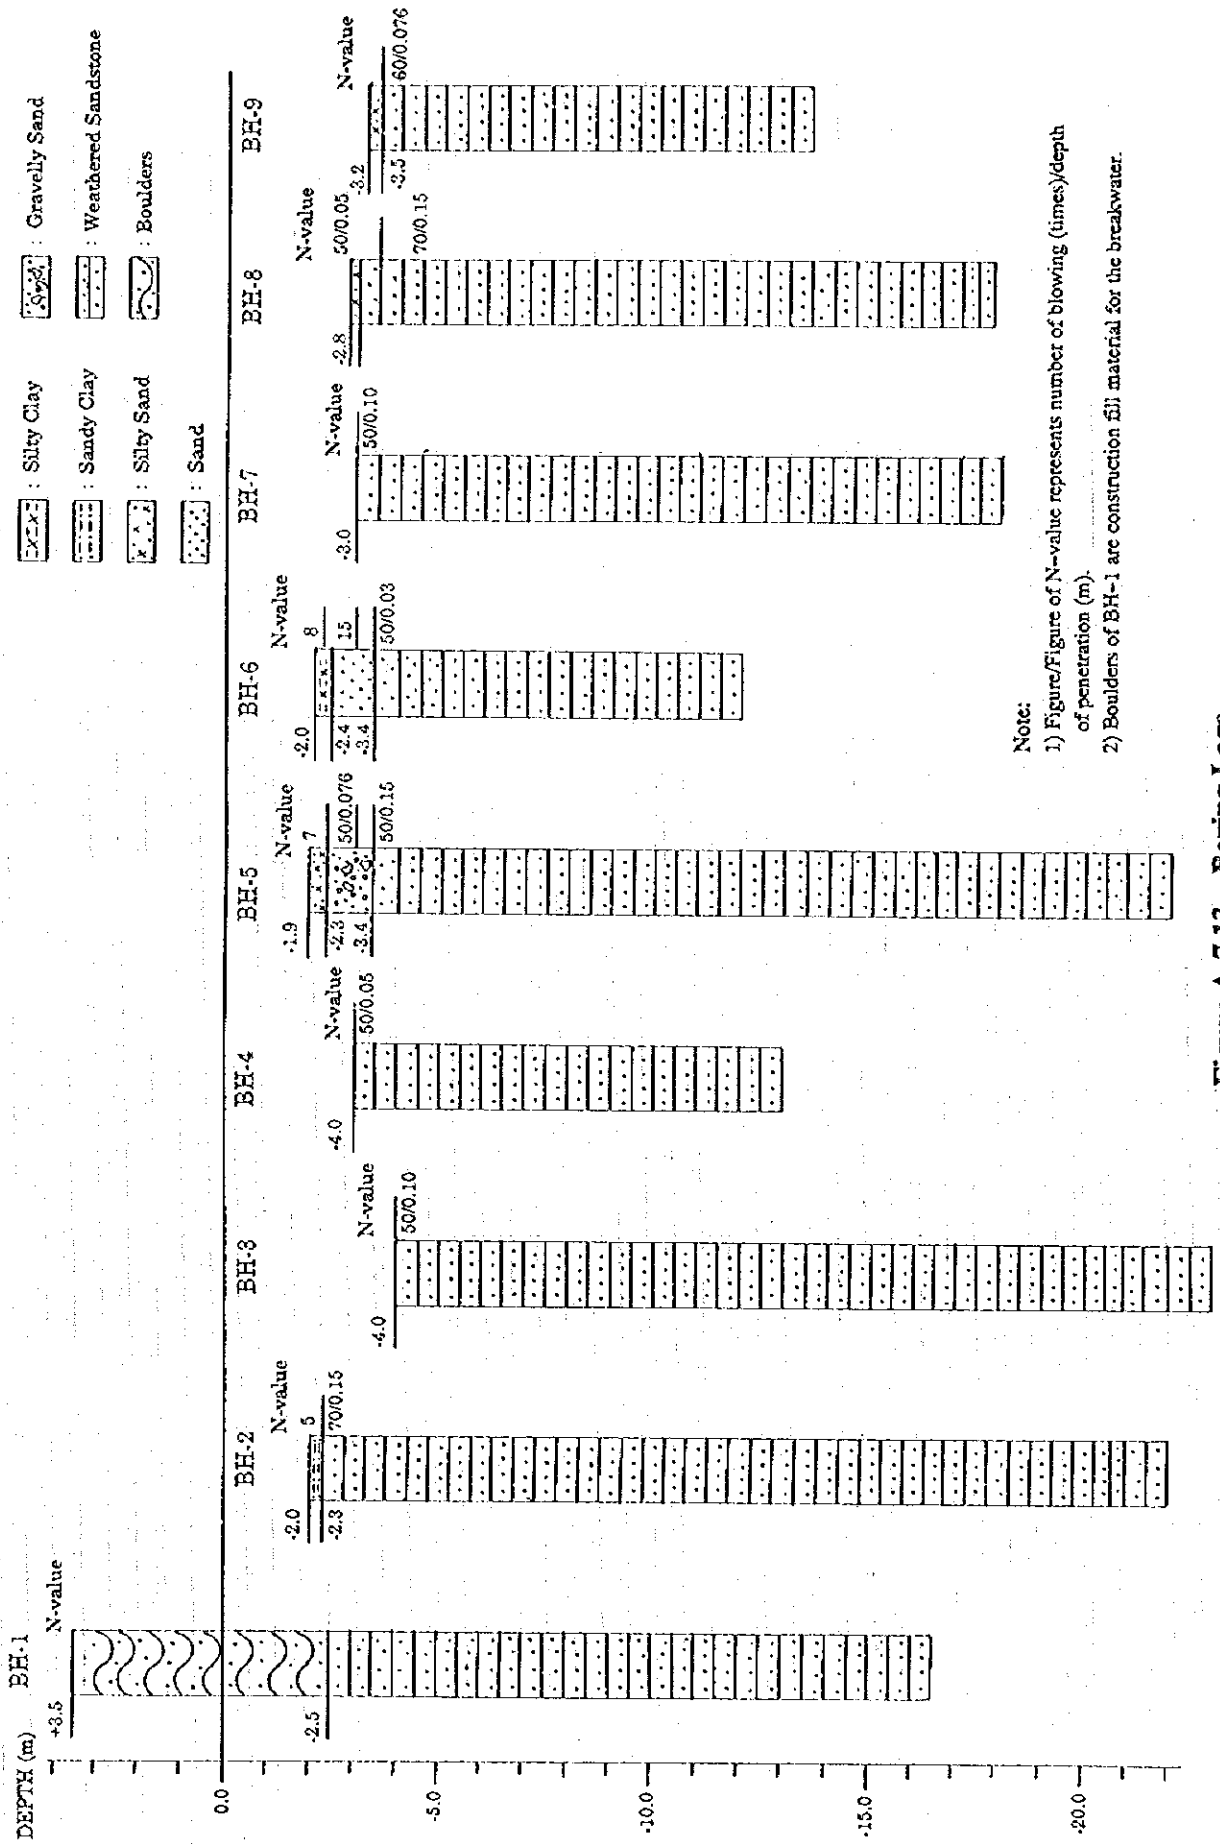 : Silty Clay
: Gravelly Sand
: Sandy Clay
: Weathered Sandstone
: Silty Sand
: Boulders
: Sand
DEPTH (m)
0.0
-5.0
-10.0
-15.0
-20.0
BH-1
N-value
+3.5
-2.5
BH-2
N-value
-2.0
5
-2.3
70/0.15
BH-3
N-value
-4.0
50/0.10
BH-4
N-value
-4.0
50/0.05
BH-5
N-value
-1.9
7
-2.3
50/0.076
-3.4
50/0.15
BH-6
N-value
-2.0
8
-2.4
15
-3.4
50/0.03
BH-7
N-value
-3.0
50/0.10
BH-8
N-value
-2.8
50/0.05
70/0.15
BH-9
N-value
-3.2
-3.5
60/0.076
Note:
1) Figure/Figure of N-value represents number of blowing (times)/depth
of penetration (m).
2) Boulders of BH-1 are construction fill material for the breakwater.